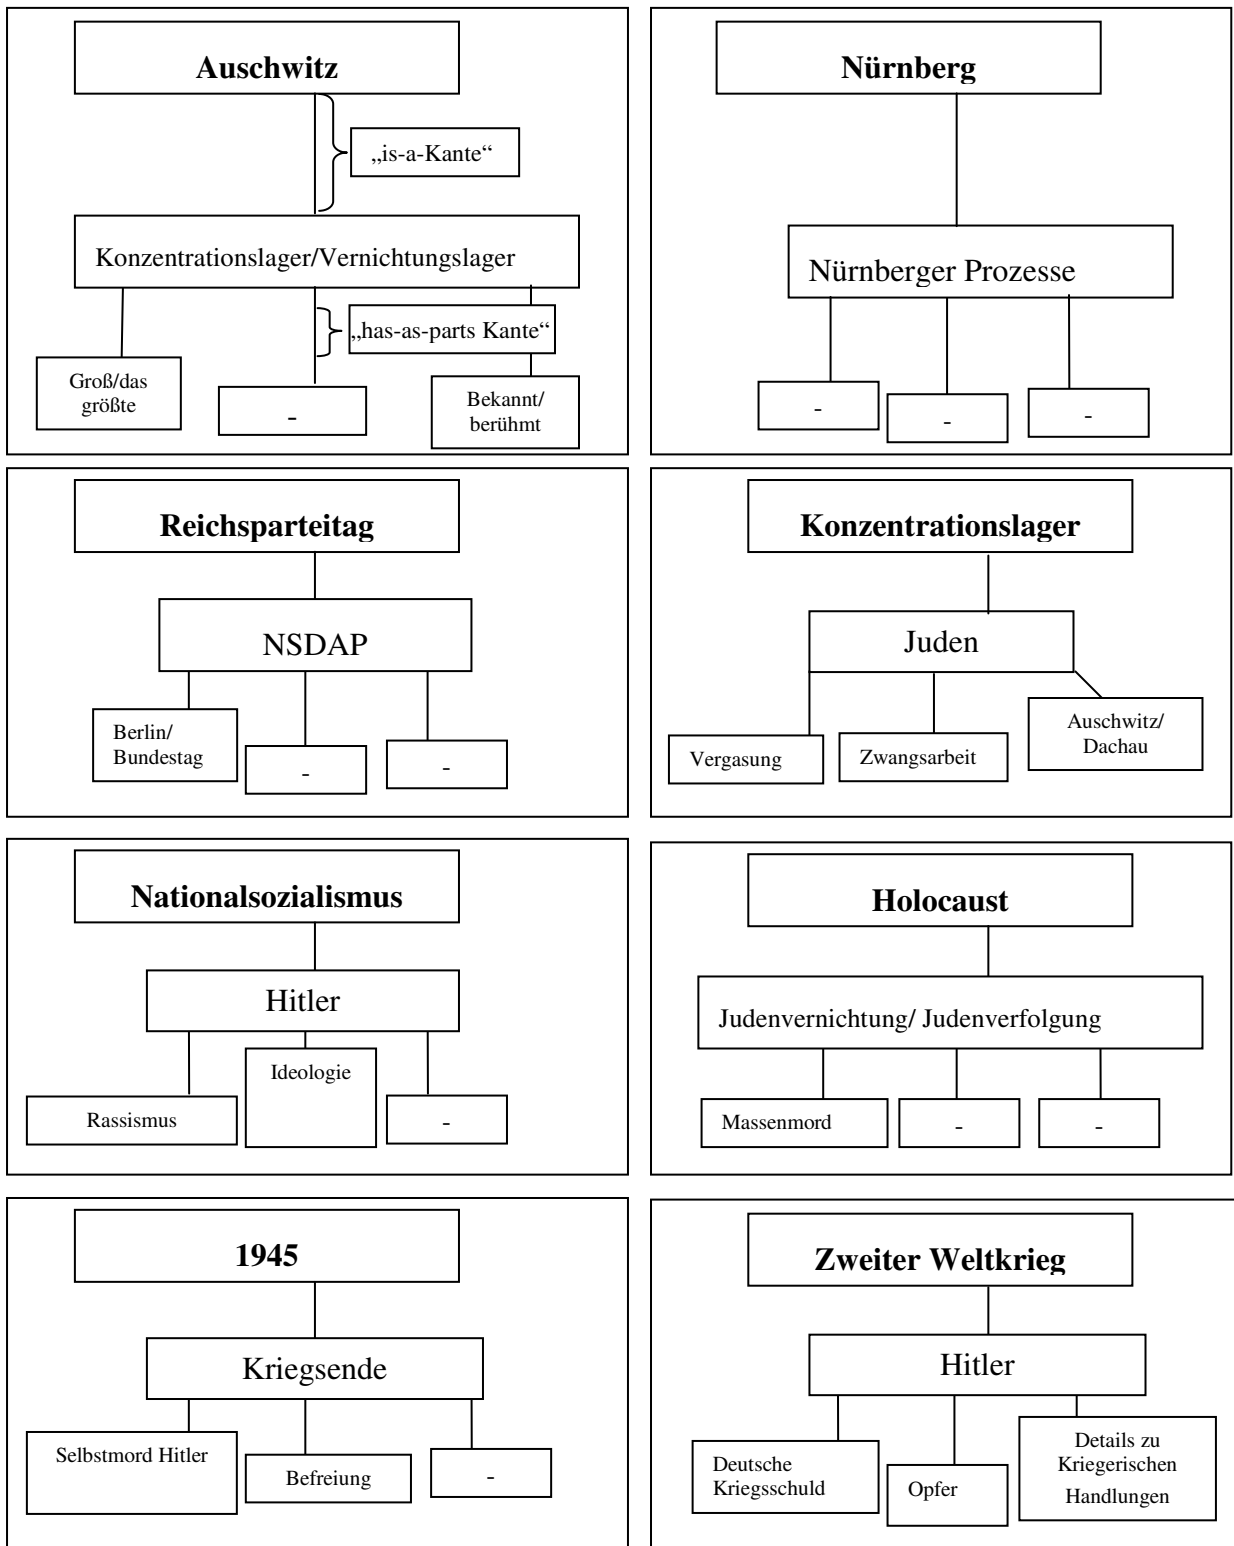 Auschwitz
„is-a-Kante“
Konzentrationslager/Vernichtungslager
„has-as-parts Kante“
Groß/das
größte
-
Bekannt/
berühmt
Nürnberg
Nürnberger Prozesse
-
-
-
Reichsparteitag
NSDAP
Berlin/
Bundestag
-
-
Konzentrationslager
Juden
Vergasung
Zwangsarbeit
Auschwitz/
Dachau
Nationalsozialismus
Hitler
Rassismus
Ideologie
-
Holocaust
Judenvernichtung/ Judenverfolgung
Massenmord
-
-
1945
Kriegsende
Selbstmord Hitler
Befreiung
-
Zweiter Weltkrieg
Hitler
Deutsche
Kriegsschuld
Opfer
Details zu
Kriegerischen
Handlungen